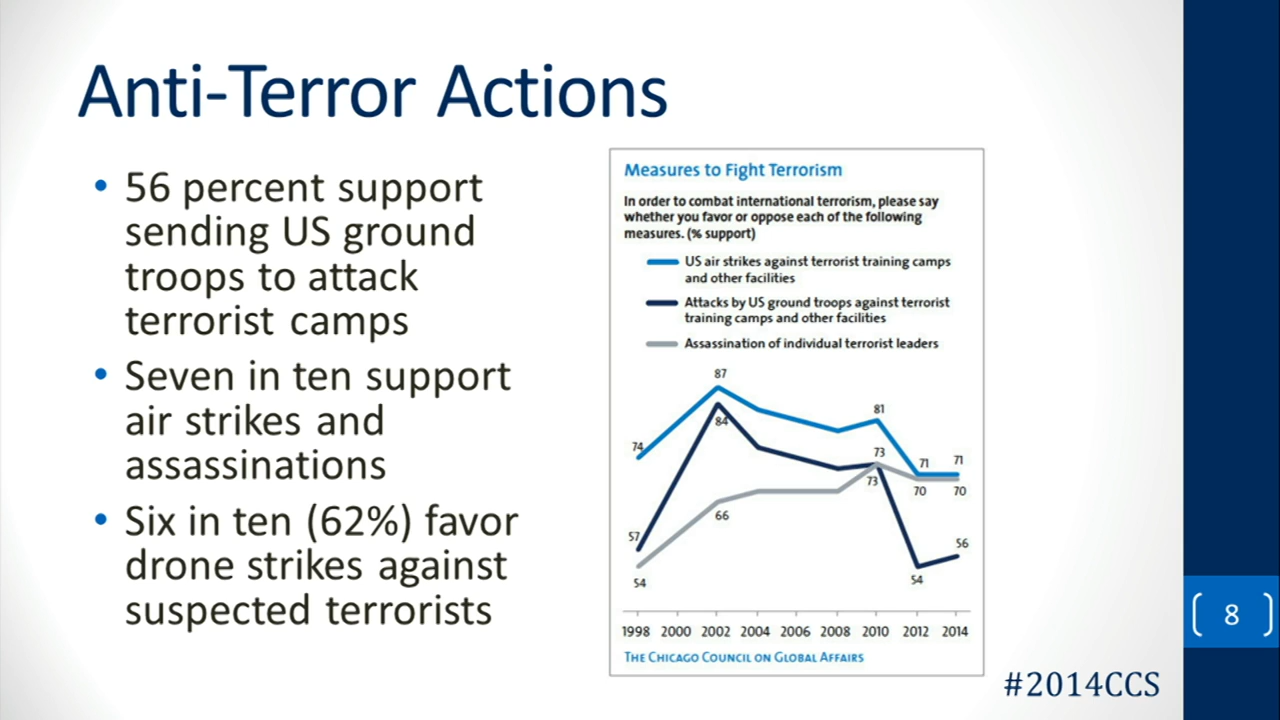 Anti-Terror Actions
• 56 percent support
sending US ground
troops to attack
terrorist camps
• Seven in ten support
air strikes and
assassinations
• Six in ten (62%) favor
drone strikes against
suspected terrorists
Measures to Fight Terrorism
In order to combat international terrorism, please say
whether you favor or oppose each of the following
measures. (% support)
US air strikes against terrorist training camps
and other facilities
Attacks by US ground troops against terrorist
training camps and other facilities
Assassination of individual terrorist leaders
87
84
81
74
73
71 71
73
70 70
66
57
56
54
54
1998 2000 2002 2004 2006 2008 2010 2012 2014
THE CHICAGO COUNCIL ON GLOBAL AFFAIRS
8
#2014CCS